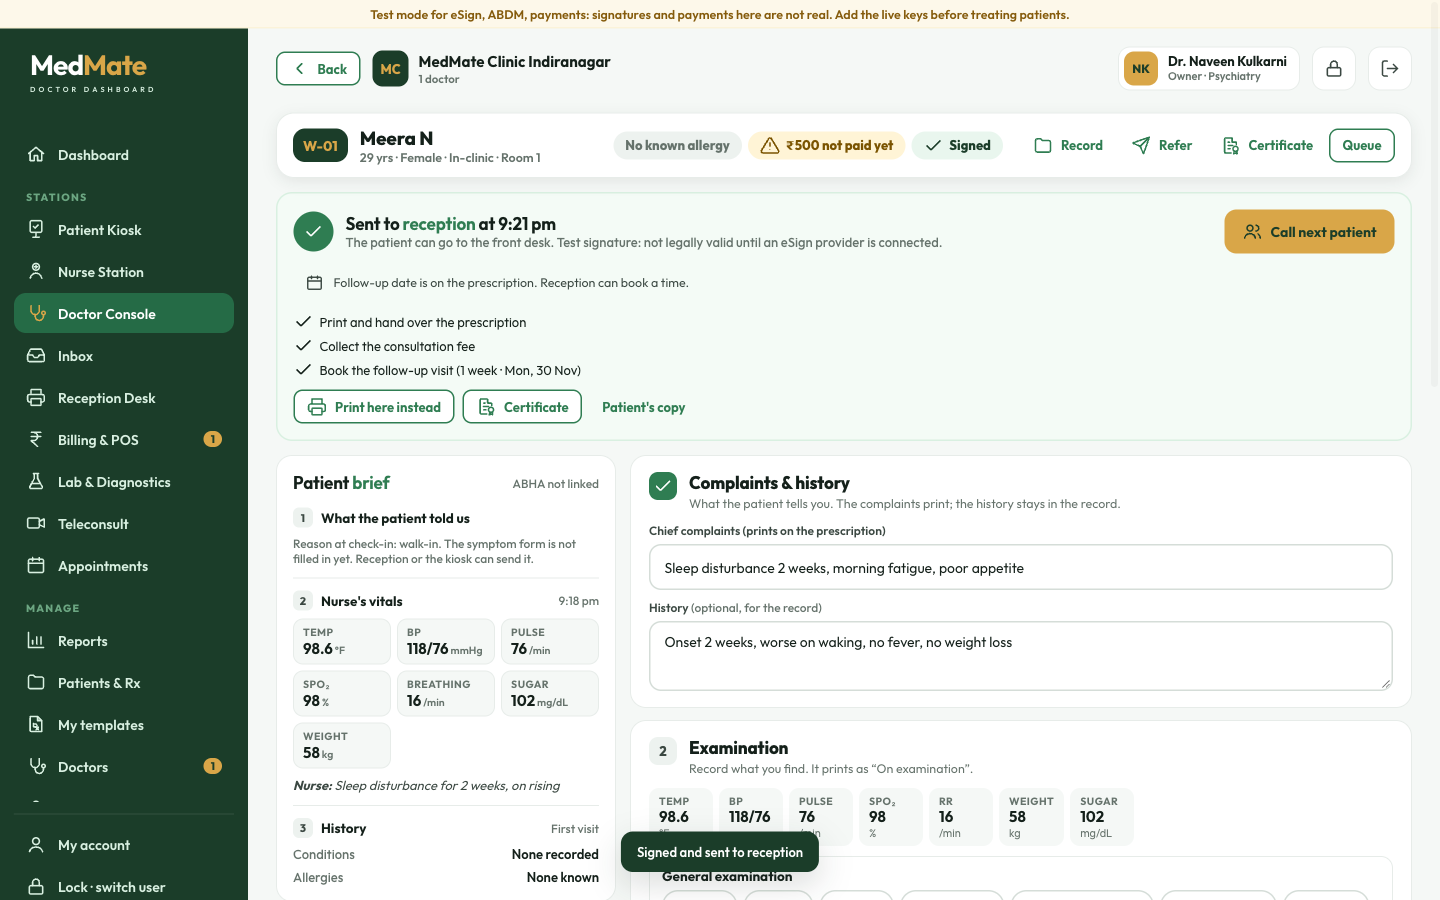 Test mode for eSign, ABDM, payments: signatures and payments here are not real. Add the live keys before treating patients.
MedMate
DOCTOR DASHBOARD
Dashboard
STATIONS
Patient Kiosk
Nurse Station
Doctor Console
Inbox
Reception Desk
Billing & POS 1
Lab & Diagnostics
Teleconsult
Appointments
MANAGE
Reports
Patients & Rx
My templates
Doctors 1
My account
Lock · switch user
Back
MC
MedMate Clinic Indiranagar
1 doctor
NK
Dr. Naveen Kulkarni
Owner · Psychiatry
W-01
Meera N
29 yrs · Female · In-clinic · Room 1
No known allergy
₹500 not paid yet
Signed
Record
Refer
Certificate
Queue
Sent to reception at 9:21 pm
The patient can go to the front desk. Test signature: not legally valid until an eSign provider is connected.
Call next patient
Follow-up date is on the prescription. Reception can book a time.
Print and hand over the prescription
Collect the consultation fee
Book the follow-up visit (1 week · Mon, 30 Nov)
Print here instead
Certificate
Patient's copy
Patient brief
ABHA not linked
1 What the patient told us
Reason at check-in: walk-in. The symptom form is not
filled in yet. Reception or the kiosk can send it.
2 Nurse's vitals 9:18 pm
TEMP
98.6 °F
BP
118/76 mmHg
PULSE
76 /min
SPO₂
98 %
BREATHING
16 /min
SUGAR
102 mg/dL
WEIGHT
58 kg
Nurse: Sleep disturbance for 2 weeks, on rising
3 History First visit
Conditions None recorded
Allergies None known
Complaints & history
What the patient tells you. The complaints print; the history stays in the record.
Chief complaints (prints on the prescription)
Sleep disturbance 2 weeks, morning fatigue, poor appetite
History (optional, for the record)
Onset 2 weeks, worse on waking, no fever, no weight loss
2 Examination
Record what you find. It prints as “On examination”.
TEMP
98.6
BP
118/76
PULSE
76
SPO₂
98
%
RR
16
/min
WEIGHT
58
kg
SUGAR
102
mg/dL
Signed and sent to reception
General examination